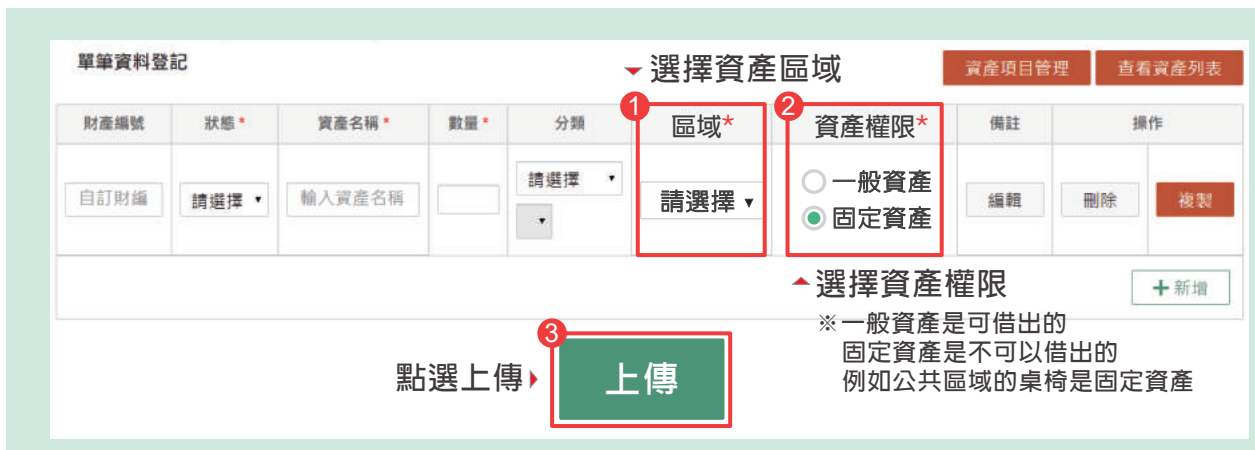 單筆資料登記
選擇資產區域
資產項目管理
查看資產列表
財產編號 狀態* 資產名稱* 數量* 分類 區域* 資產權限* 備註 操作
1
2
自訂財編 請選擇 輸入資產名稱 請選擇 請選擇 一般資產 編輯 刪除 複製
固定資產
選擇資產權限
+新增
※一般資產是可借出的
固定資產是不可以借出的
例如公共區域的桌椅是固定資產
3
點選上傳
上傳